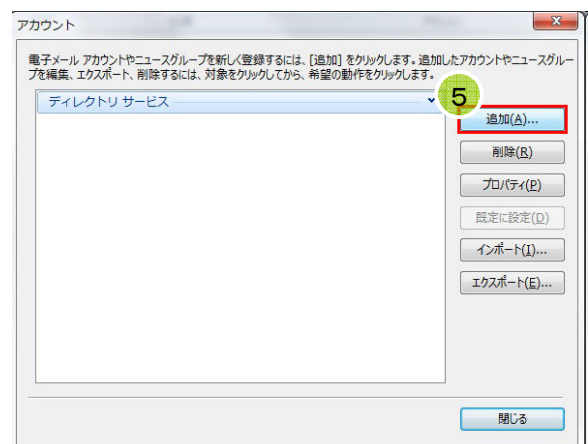 アカウント
電子メール アカウントやニュースグループを新しく登録するには、[追加] をクリックします。追加したアカウントやニュースグルー
プを編集、エクスポート、削除するには、対象をクリックしてから、希望の動作をクリックします。
ディレクトリ サービス
5
追加(A)...
削除(R)
プロパティ(P)
既定に設定(D)
インポート(I)...
エクスポート(E)...
閉じる